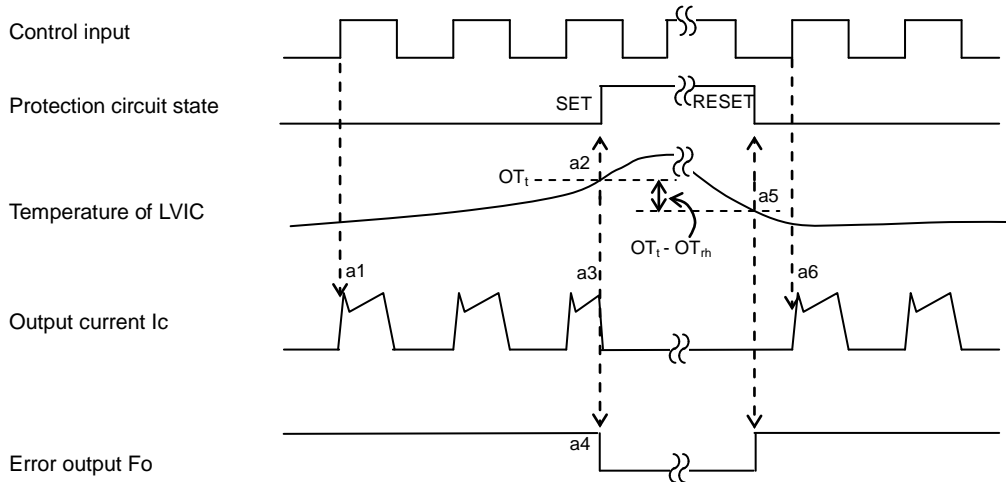 Control input
Protection circuit state
SET
RESET
a2
OTt
a5
Temperature of LVIC
OTt - OTrh
a1
a3
a6
Output current Ic
a4
Error output Fo